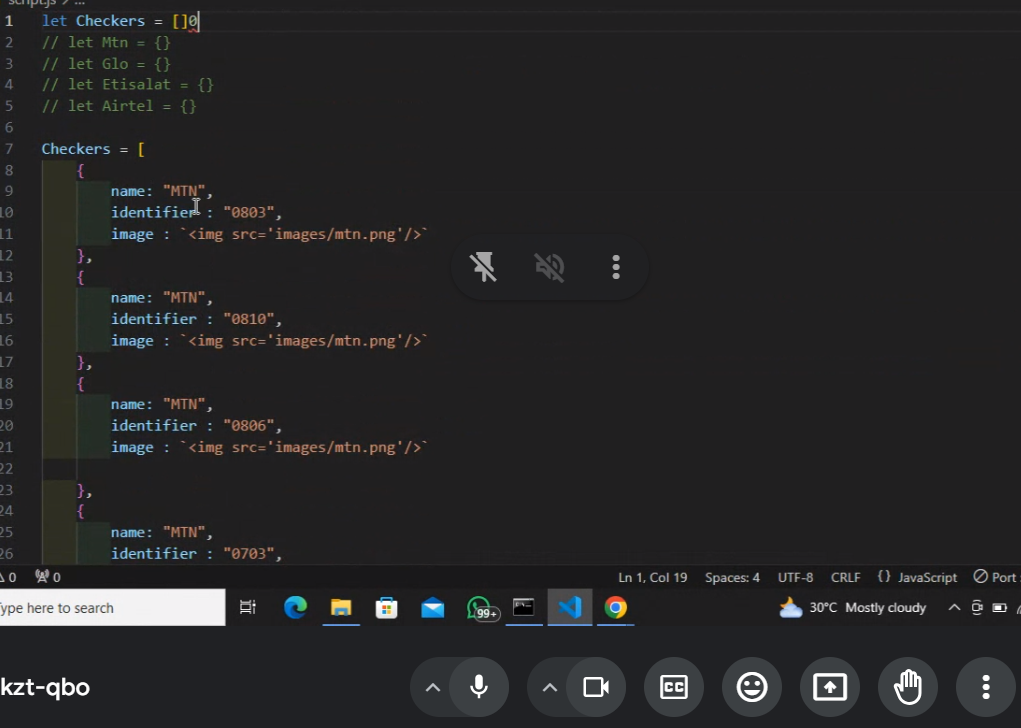 script.js > ...
1 let Checkers = []0
2 // let Mtn = {}
3 // let Glo = {}
4 // let Etisalat = {}
5 // let Airtel = {}
6
7 Checkers = [
8 {
9 name: "MTN",
10 identifier : "0803",
11 image : `<img src='images/mtn.png'/>`
12 },
13 {
14 name: "MTN",
15 identifier : "0810",
16 image : `<img src='images/mtn.png'/>`
17 },
18 {
19 name: "MTN",
20 identifier : "0806",
21 image : `<img src='images/mtn.png'/>`
22
23 },
24 {
25 name: "MTN",
26 identifier : "0703",
0 0 Ln 1, Col 19 Spaces: 4 UTF-8 CRLF {} JavaScript Port
Type here to search 99+ 30°C Mostly cloudy
kzt-qbo CC